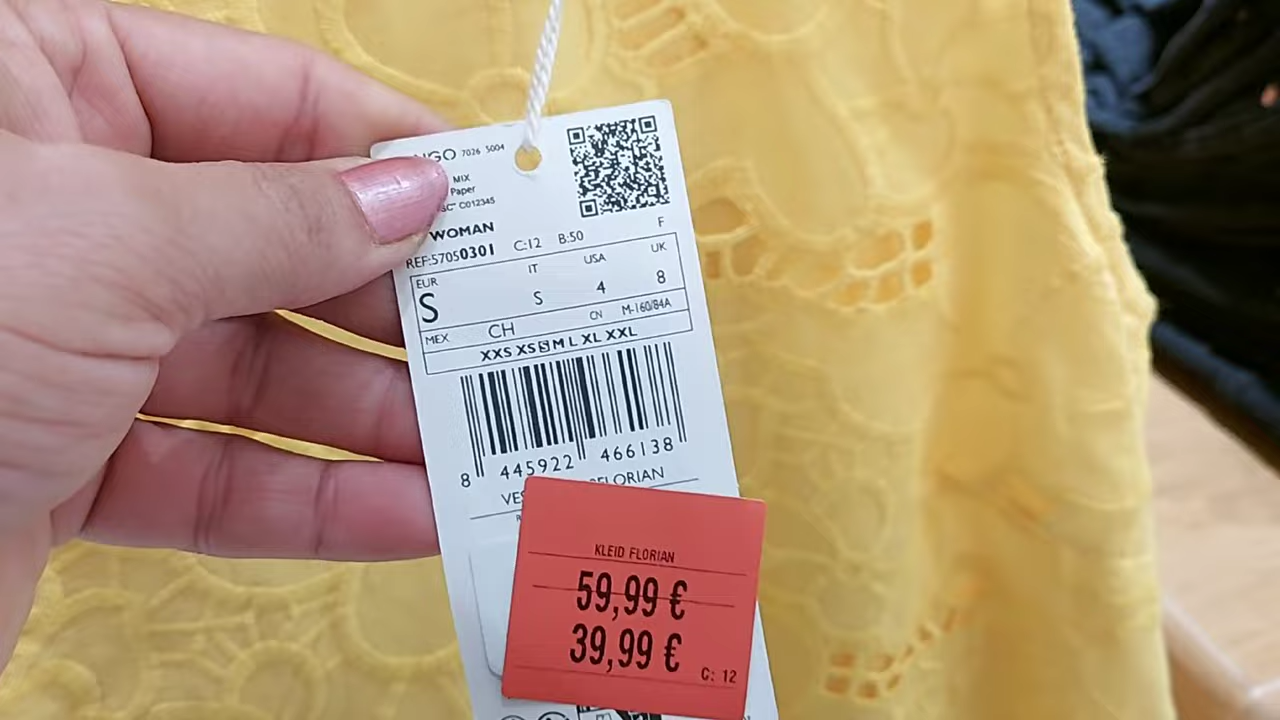 7026 5004
MIX
Paper
C012345
WOMAN
REF:57050301 C:12 B:50 F
EUR IT USA UK
S S 4 8
MEX CH CN M-160/84A
XXS XS S M L XL XXL
8 445922 466138
FLORIAN
KLEID FLORIAN
59,99 €
39,99 €
C: 12